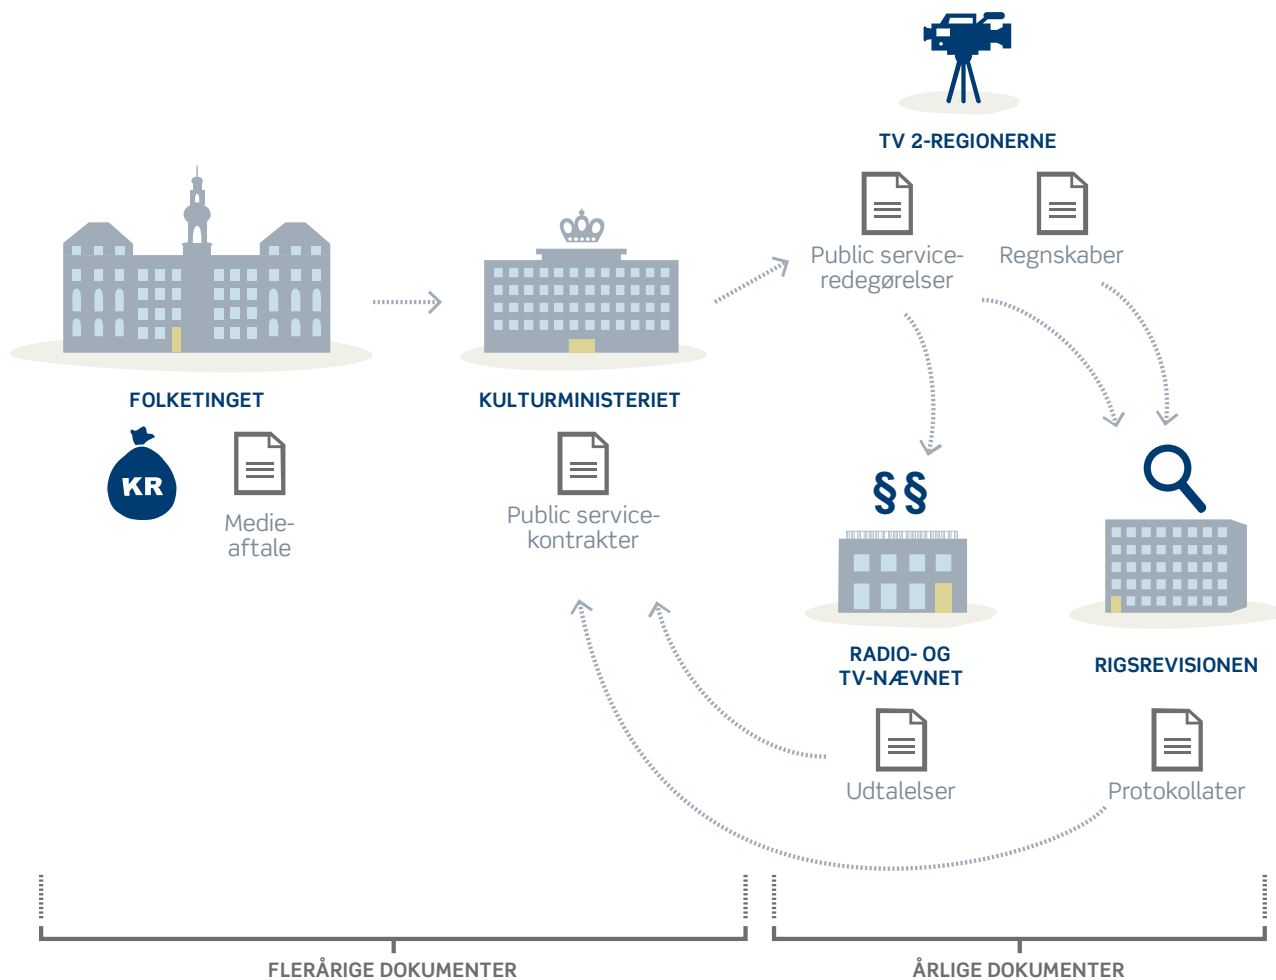 TV 2-REGIONERNE
Public service-
redegørelser
Regnskaber
FOLKETINGET
KR
Medie-
aftale
KULTURMINISTERIET
Public service-
kontrakter
§§
RADIO- OG
TV-NÆVNET
Udtalelser
RIGSREVISIONEN
Protokollater
FLERÅRIGE DOKUMENTER
ÅRLIGE DOKUMENTER